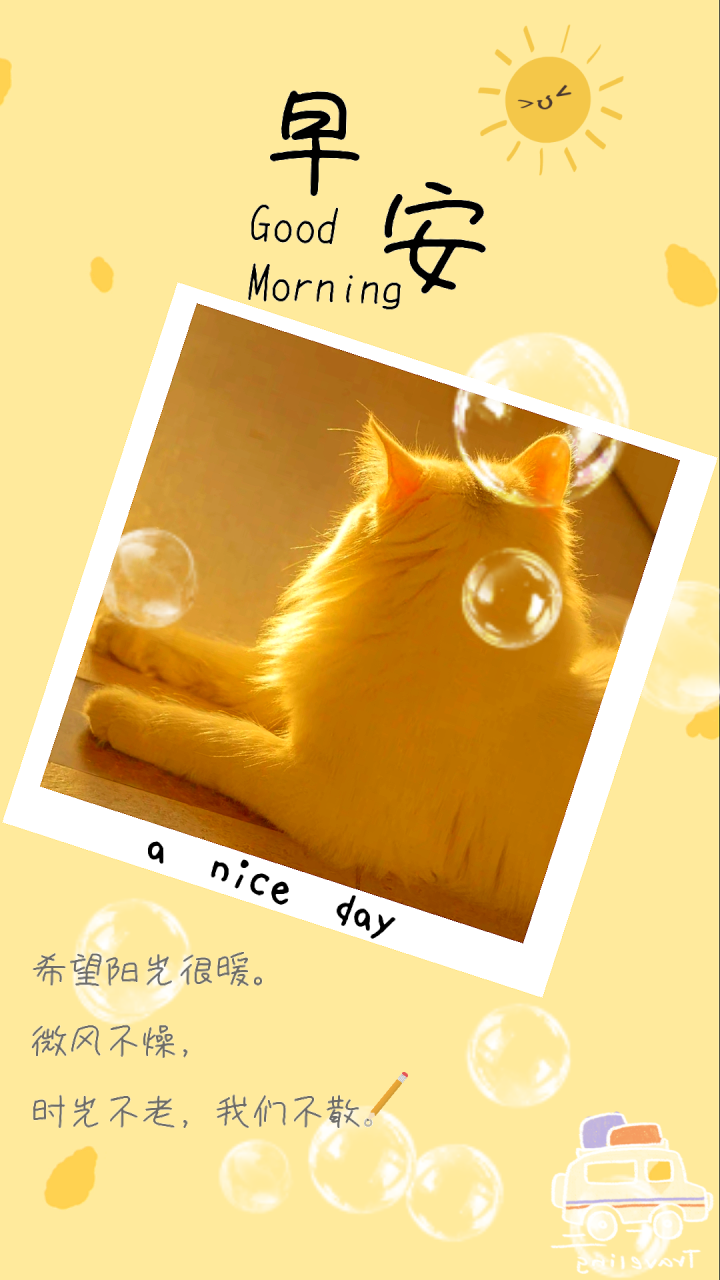 早安
Good
Morning
a nice day
希望阳光很暖。
微风不燥，
时光不老，我们不散。
Traveling